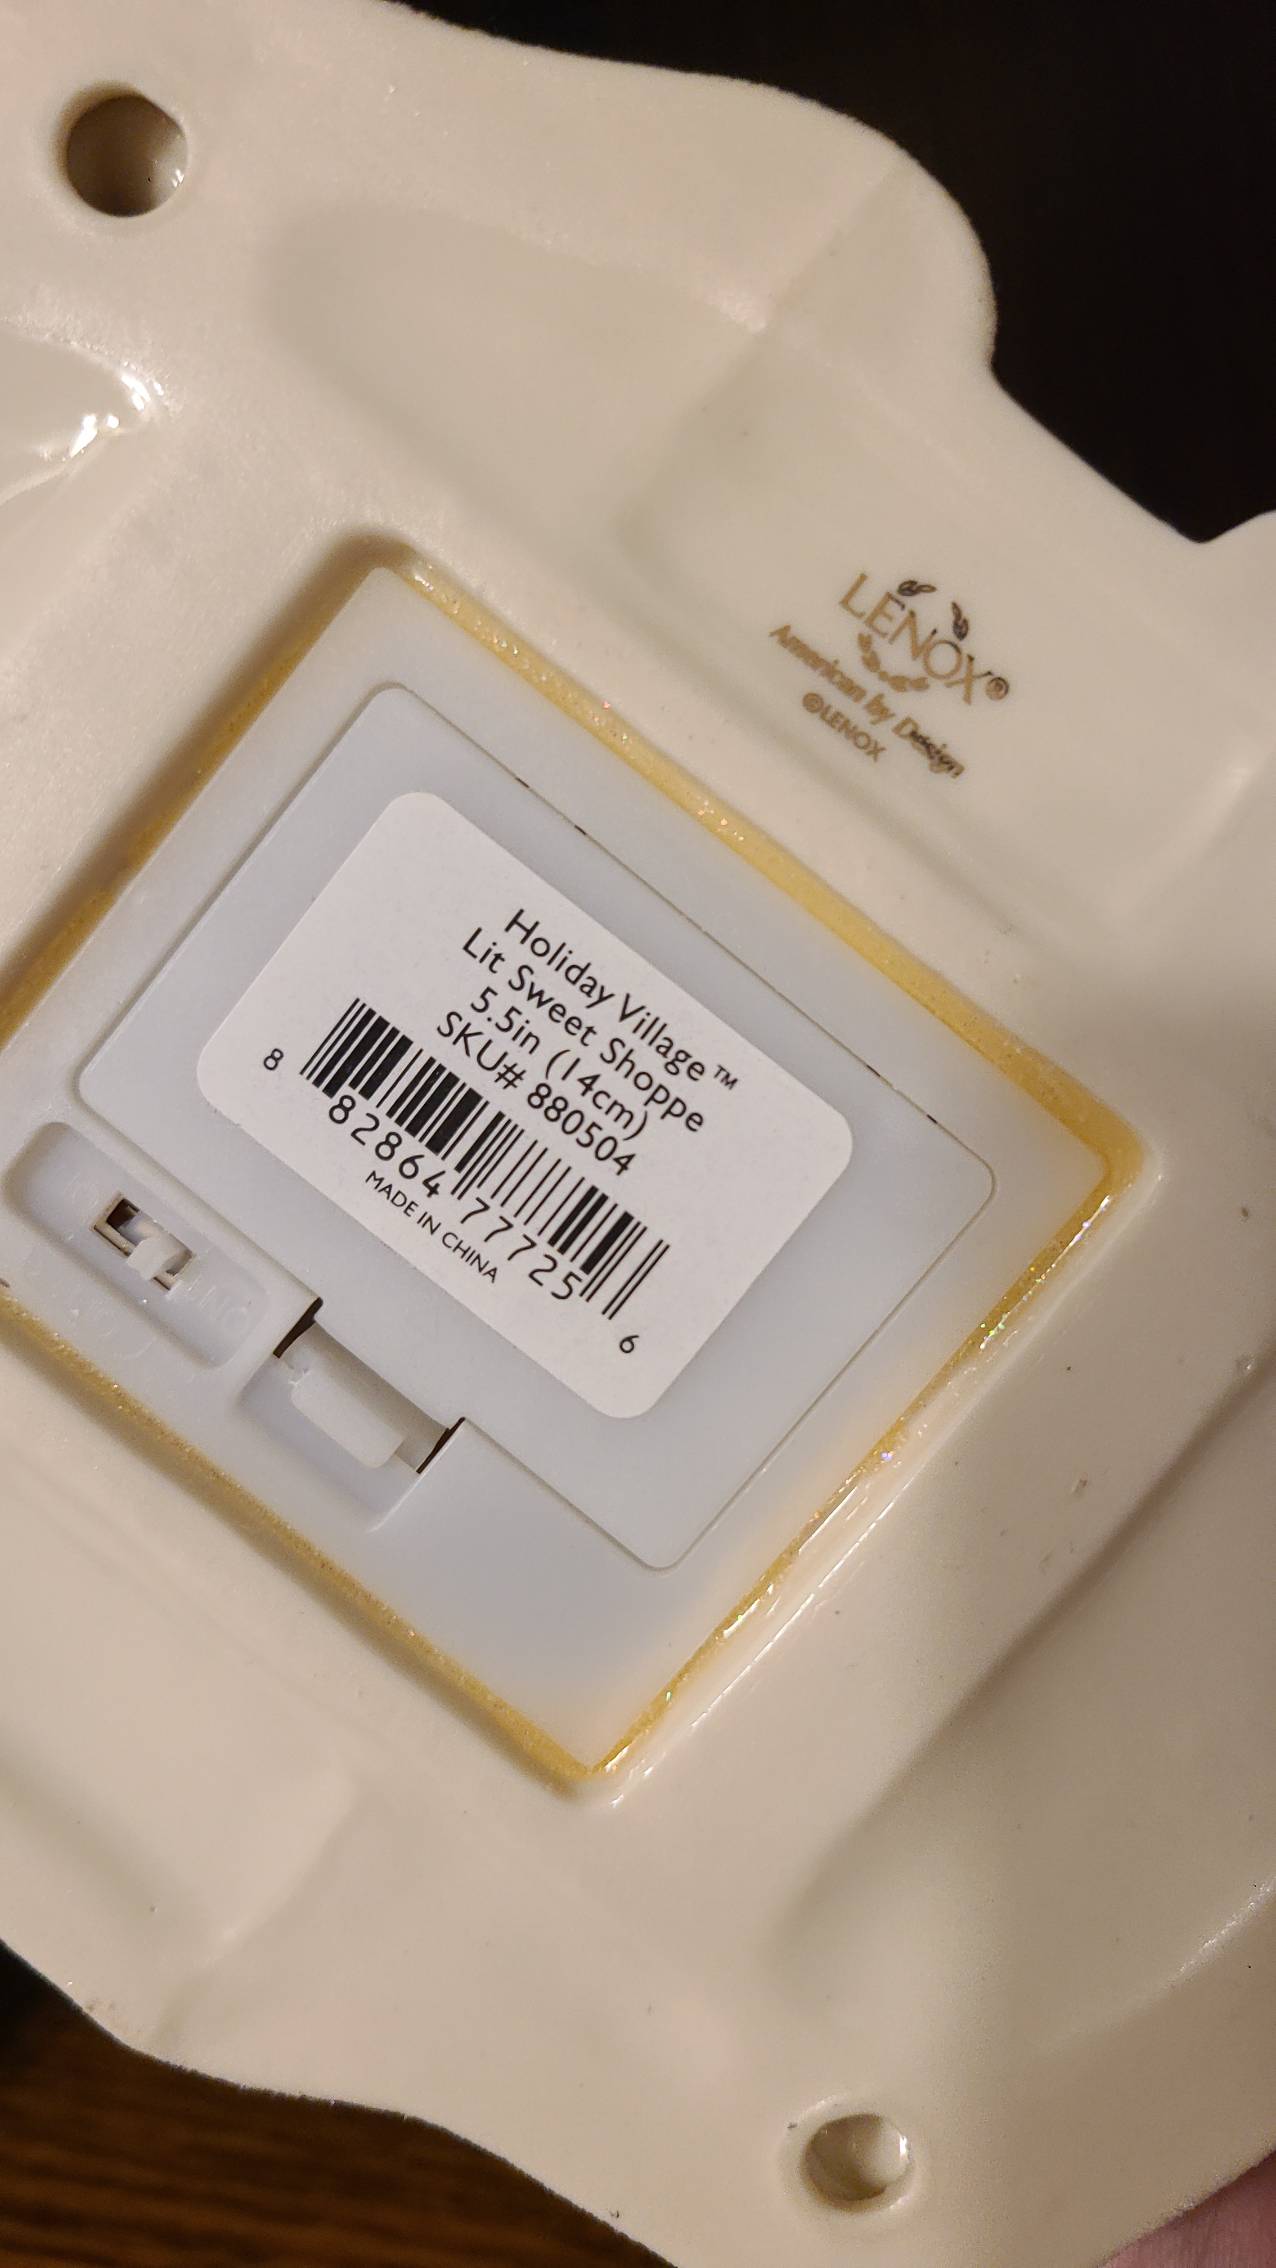 LENOX®
American by Design
©LENOX
Holiday Village™
Lit Sweet Shoppe
5.5in (14cm)
SKU# 880504
8 82864 77725 6
MADE IN CHINA